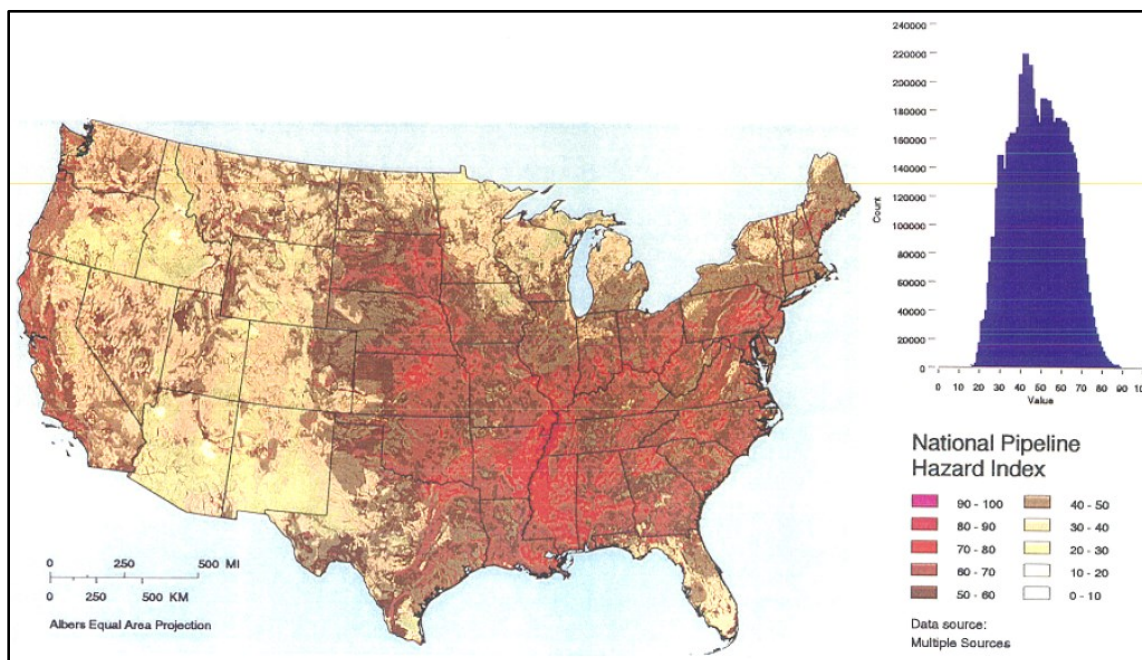 240000
220000
200000
180000
160000
140000
120000
100000
80000
60000
40000
20000
0
Count
0 10 20 30 40 50 60 70 80 90 100
Value
National Pipeline
Hazard Index
90 - 100
80 - 90
70 - 80
60 - 70
50 - 60
40 - 50
30 - 40
20 - 30
10 - 20
0 - 10
Data source:
Multiple Sources
0 250 500 MI
0 250 500 KM
Albers Equal Area Projection